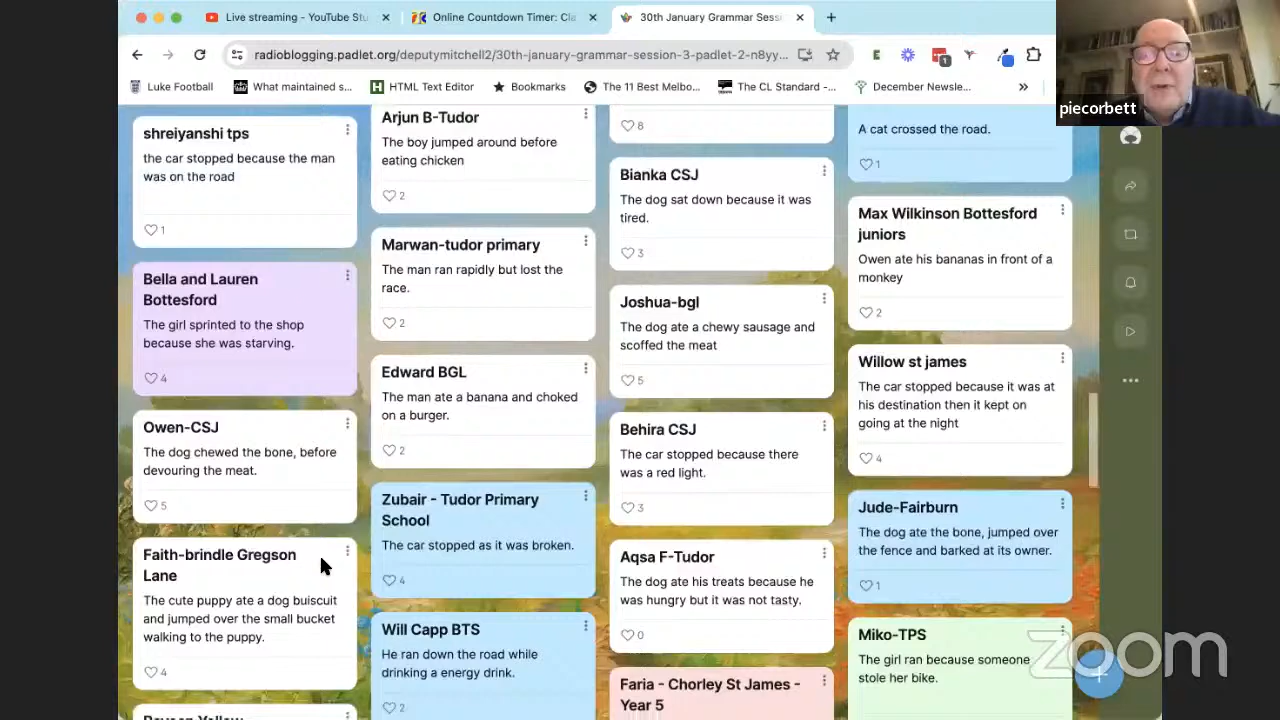 Live streaming - YouTube Stu
Online Countdown Timer: Cla
30th January Grammar Sess
radioblogging.padlet.org/deputymitchell2/30th-january-grammar-session-3-padlet-2-n8yy...
Luke Football
What maintained s...
HTML Text Editor
Bookmarks
The 11 Best Melbo...
The CL Standard -...
December Newsle...
piecorbett
shreiyanshi tps
the car stopped because the man
was on the road
1
Bella and Lauren
Bottesford
The girl sprinted to the shop
because she was starving.
4
Owen-CSJ
The dog chewed the bone, before
devouring the meat.
5
Faith-brindle Gregson
Lane
The cute puppy ate a dog buiscuit
and jumped over the small bucket
walking to the puppy.
4
Arjun B-Tudor
The boy jumped around before
eating chicken
2
Marwan-tudor primary
The man ran rapidly but lost the
race.
2
Edward BGL
The man ate a banana and choked
on a burger.
2
Zubair - Tudor Primary
School
The car stopped as it was broken.
4
Will Capp BTS
He ran down the road while
drinking a energy drink.
2
8
Bianka CSJ
The dog sat down because it was
tired.
3
Joshua-bgl
The dog ate a chewy sausage and
scoffed the meat
5
Behira CSJ
The car stopped because there
was a red light.
3
Aqsa F-Tudor
The dog ate his treats because he
was hungry but it was not tasty.
0
Faria - Chorley St James -
Year 5
A cat crossed the road.
1
Max Wilkinson Bottesford
juniors
Owen ate his bananas in front of a
monkey
2
Willow st james
The car stopped because it was at
his destination then it kept on
going at the night
4
Jude-Fairburn
The dog ate the bone, jumped over
the fence and barked at its owner.
1
Miko-TPS
The girl ran because someone
stole her bike.
zoom